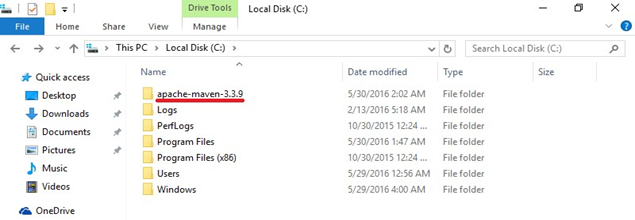 Drive Tools Local Disk (C:)
File Home Share View Manage
This PC > Local Disk (C:) > Search Local Disk (C:)
Name Date modified Type Size
Quick access
Desktop
Downloads
Documents
Pictures
Music
Videos
OneDrive
apache-maven-3.3.9 5/30/2016 2:02 AM File folder
Logs 2/13/2016 5:18 AM File folder
PerfLogs 10/30/2015 12:24 ... File folder
Program Files 5/30/2016 1:47 AM File folder
Program Files (x86) 10/30/2015 12:24 ... File folder
Users 5/29/2016 12:56 AM File folder
Windows 5/29/2016 4:00 AM File folder